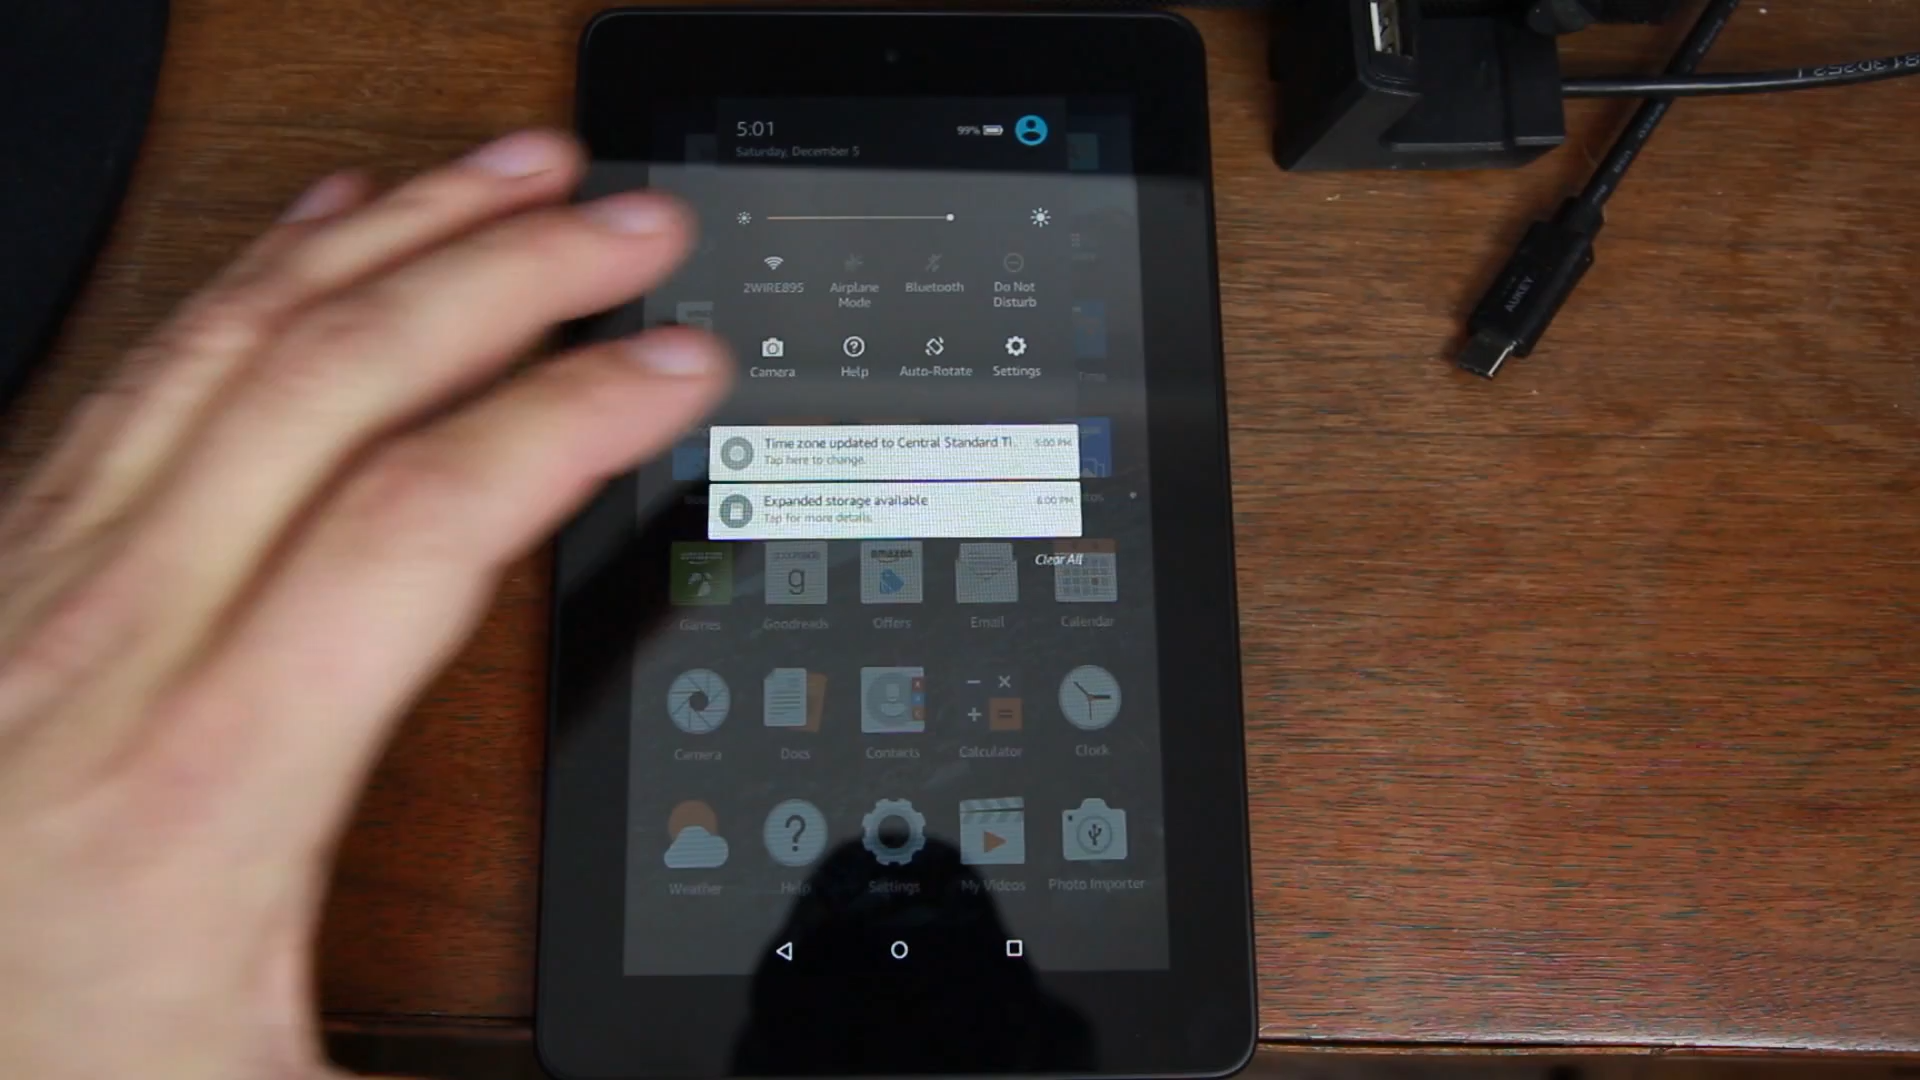 5:01
99%
Saturday, December 5
2WIRE895
Airplane Mode
Bluetooth
Do Not Disturb
Camera
Help
Auto-Rotate
Settings
Time zone updated to Central Standard Ti.
5:00 PM
Tap here to change.
Expanded storage available
6:00 PM
Tap for more details.
Clear All
goodreads
g
amazon
Games
Goodreads
Offers
Email
Calendar
Camera
Docs
Contacts
Calculator
Clock
Weather
Help
Settings
My Videos
Photo Importer
AUKEY